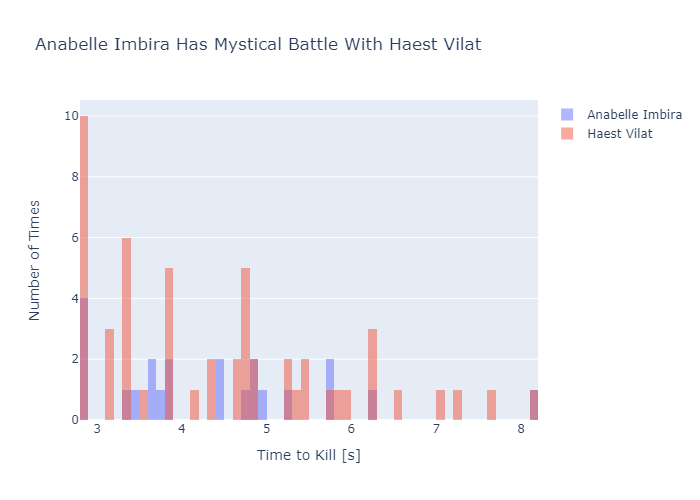 Anabelle Imbira Has Mystical Battle With Haest Vilat
Anabelle Imbira
Haest Vilat
10
8
6
4
2
0
Number of Times
3 4 5 6 7 8
Time to Kill [s]